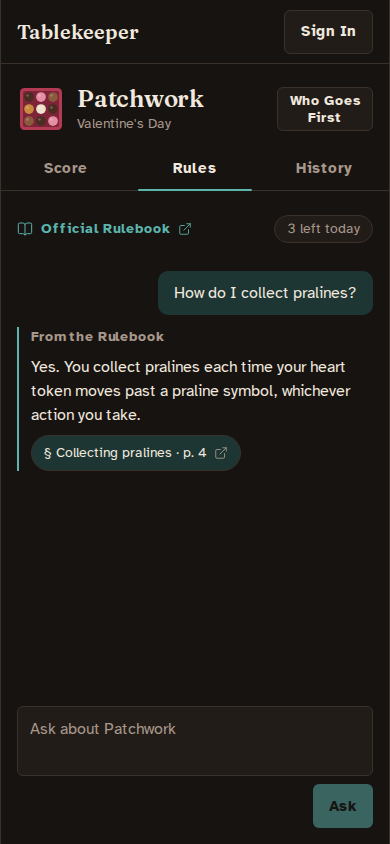 Tablekeeper
Sign In
Patchwork
Valentine's Day
Who Goes
First
Score
Rules
History
Official Rulebook
3 left today
How do I collect pralines?
From the Rulebook
Yes. You collect pralines each time your heart
token moves past a praline symbol, whichever
action you take.
§ Collecting pralines · p. 4
Ask about Patchwork
Ask